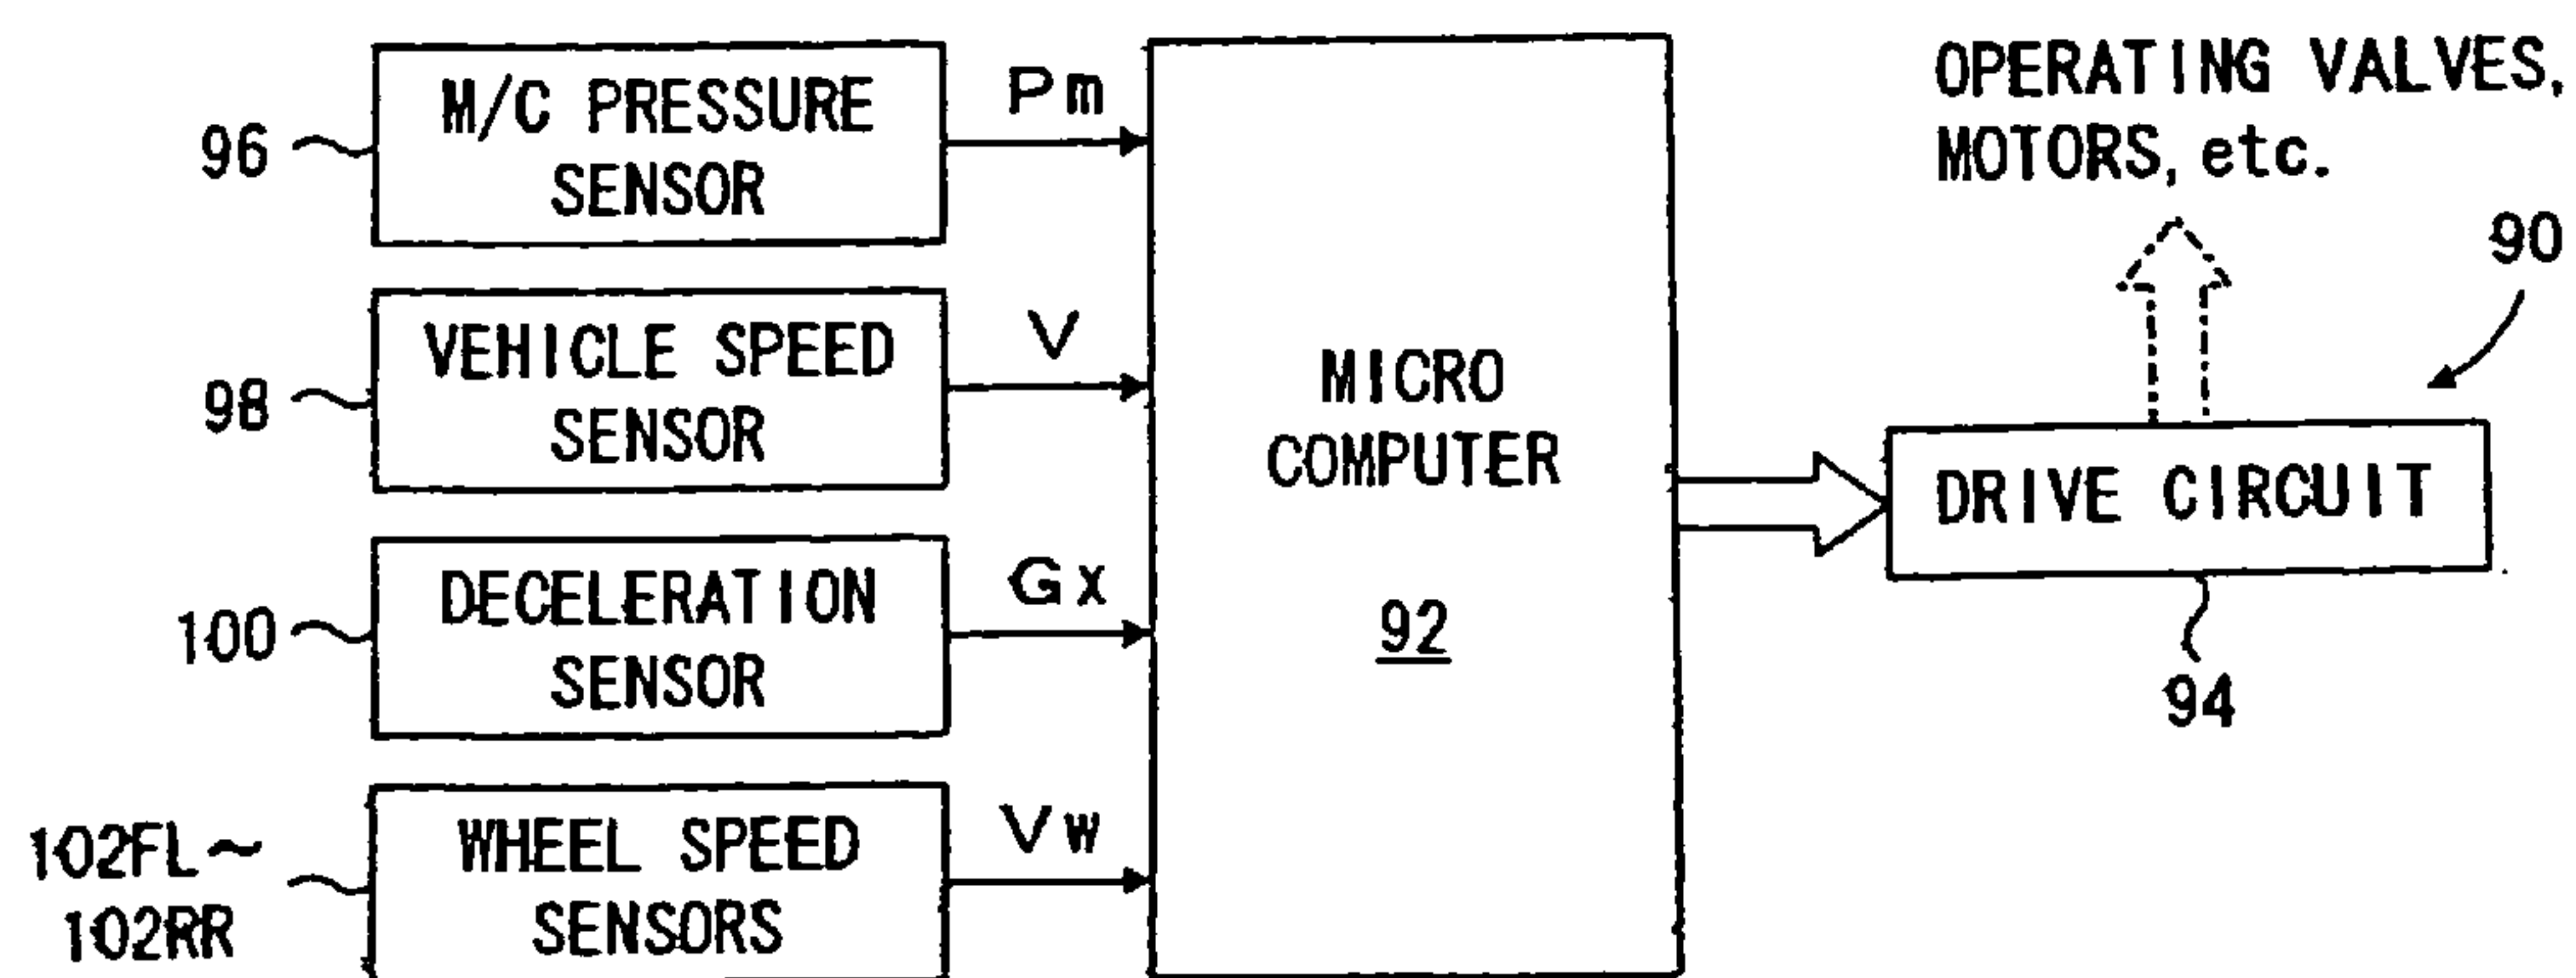 96
M/C PRESSURE
SENSOR
Pm
98
VEHICLE SPEED
SENSOR
V
100
DECELERATION
SENSOR
Gx
102FL~
102RR
WHEEL SPEED
SENSORS
Vw
MICRO
COMPUTER
92
OPERATING VALVES,
MOTORS, etc.
90
DRIVE CIRCUIT
94